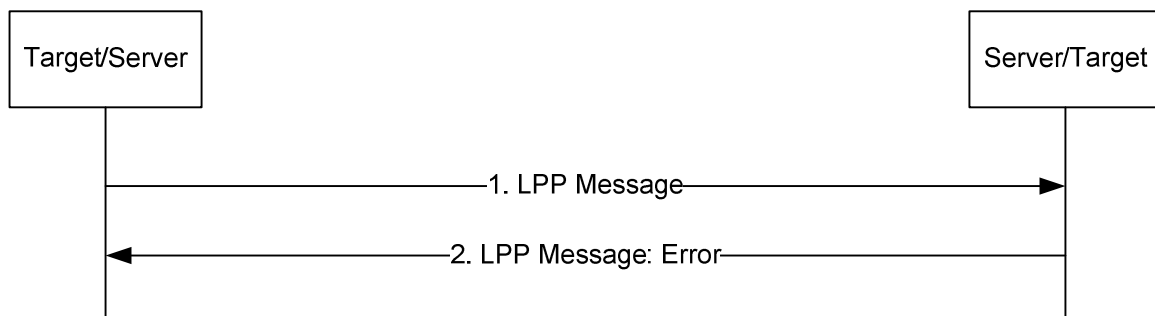 Target/Server
Server/Target
1. LPP Message
2. LPP Message: Error